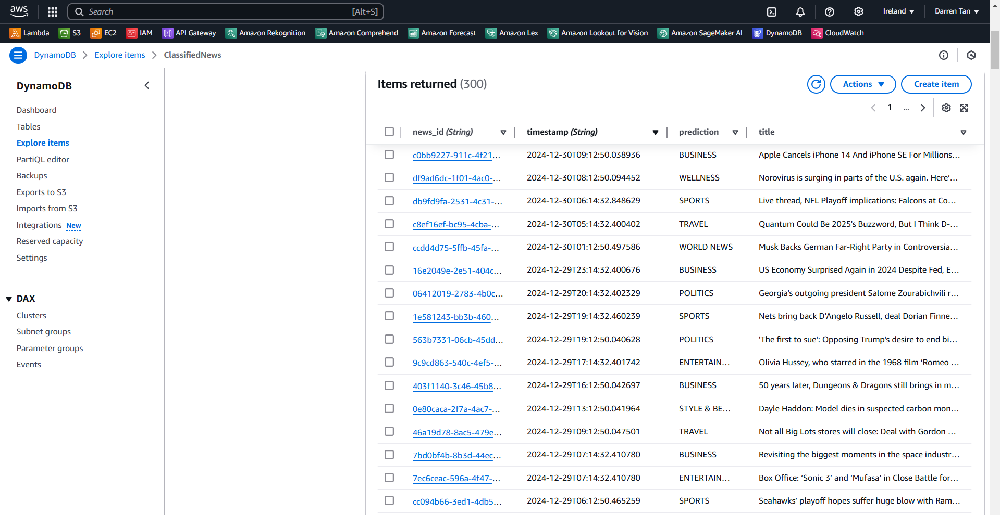 aws Search [Alt+S] Ireland Darren Tan
Lambda S3 EC2 IAM API Gateway Amazon Rekognition Amazon Comprehend Amazon Forecast Amazon Lex Amazon Lookout for Vision Amazon SageMaker AI DynamoDB CloudWatch
DynamoDB Explore items ClassifiedNews
DynamoDB
Dashboard
Tables
Explore items
PartiQL editor
Backups
Exports to S3
Imports from S3
Integrations New
Reserved capacity
Settings
DAX
Clusters
Subnet groups
Parameter groups
Events
Items returned (300) Actions Create item
1 ...
news_id (String) timestamp (String) prediction title
c0bb9227-911c-4f21... 2024-12-30T09:12:50.038936 BUSINESS Apple Cancels iPhone 14 And iPhone SE For Millions...
df9ad6dc-1f01-4ac0-... 2024-12-30T08:12:50.094452 WELLNESS Norovirus is surging in parts of the U.S. again. Here’...
db9fd9fa-2531-4c31-... 2024-12-30T06:14:32.848629 SPORTS Live thread, NFL Playoff implications: Falcons at Co...
c8ef16ef-bc95-4cba-... 2024-12-30T05:14:32.400402 TRAVEL Quantum Could Be 2025's Buzzword, But I Think D-...
ccdd4d75-5ffb-45fa-... 2024-12-30T01:12:50.497586 WORLD NEWS Musk Backs German Far-Right Party in Controversia...
16e2049e-2e51-404c... 2024-12-29T23:14:32.400676 BUSINESS US Economy Surprised Again in 2024 Despite Fed, E...
06412019-2783-4b0c... 2024-12-29T20:14:32.402329 POLITICS Georgia's outgoing president Salome Zourabichvili r...
1e581243-bb3b-460... 2024-12-29T19:14:32.460239 SPORTS Nets bring back D’Angelo Russell, deal Dorian Finne...
563b7331-06cb-45dd... 2024-12-29T19:12:50.040628 POLITICS 'The first to sue': Opposing Trump's desire to end bi...
9c9cd863-540c-4ef5-... 2024-12-29T17:14:32.401742 ENTERTAIN... Olivia Hussey, who starred in the 1968 film ‘Romeo ...
403f1140-3c46-45b8... 2024-12-29T16:12:50.042697 BUSINESS 50 years later, Dungeons & Dragons still brings in m...
0e80caca-2f7a-4ac7-... 2024-12-29T13:12:50.041964 STYLE & BE... Dayle Haddon: Model dies in suspected carbon mon...
46a19d78-8ac5-479e... 2024-12-29T09:12:50.047501 TRAVEL Not all Big Lots stores will close: Deal with Gordon ...
7bd0bf4b-8b3d-44ec... 2024-12-29T07:14:32.410780 BUSINESS Revisiting the biggest moments in the space industr...
7ec6ceac-596a-4f47-... 2024-12-29T07:14:32.410780 ENTERTAIN... Box Office: ‘Sonic 3’ and ‘Mufasa’ in Close Battle for...
cc094b66-3ed1-4db5... 2024-12-29T06:12:50.465259 SPORTS Seahawks’ playoff hopes suffer huge blow with Ram...